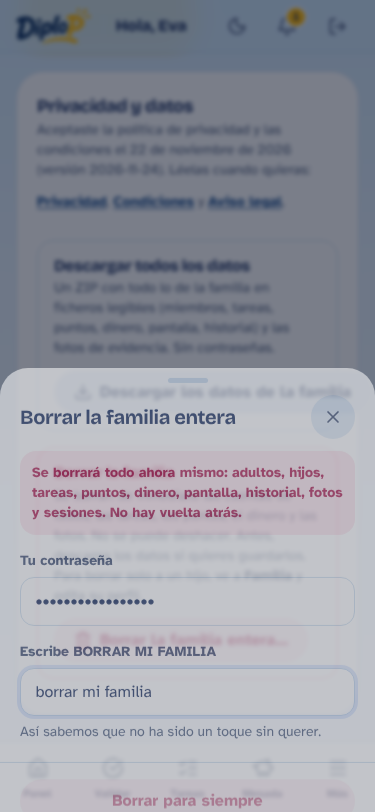 Diplo
Hola, Eva
Privacidad y datos
Aceptaste la política de privacidad y las
condiciones el 22 de noviembre de 2026
(versión 2026-11-24). Léelas cuando quieras:
Privacidad, Condiciones y Aviso legal.
Descargar todos los datos
Un ZIP con todo lo de la familia en
ficheros legibles (miembros, tareas,
puntos, dinero, pantalla, historial) y las
fotos de evidencia. Sin contraseñas.
Descargar los datos de la familia
Borrar la familia entera
Se borrará todo ahora mismo: adultos, hijos,
tareas, puntos, dinero, pantalla, historial, fotos
y sesiones. No hay vuelta atrás.
Tu contraseña
••••••••••••••••
Borrar la familia entera...
Escribe BORRAR MI FAMILIA
borrar mi familia
Así sabemos que no ha sido un toque sin querer.
Borrar para siempre